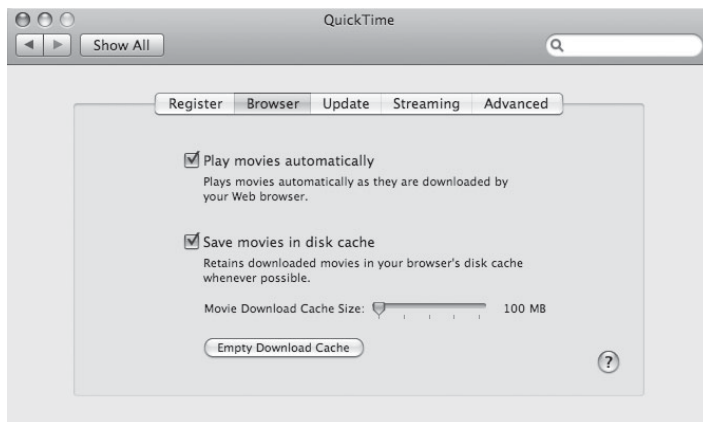 QuickTime
Show All
Register Browser Update Streaming Advanced
Play movies automatically
Plays movies automatically as they are downloaded by
your Web browser.
Save movies in disk cache
Retains downloaded movies in your browser's disk cache
whenever possible.
Movie Download Cache Size: 100 MB
Empty Download Cache
?